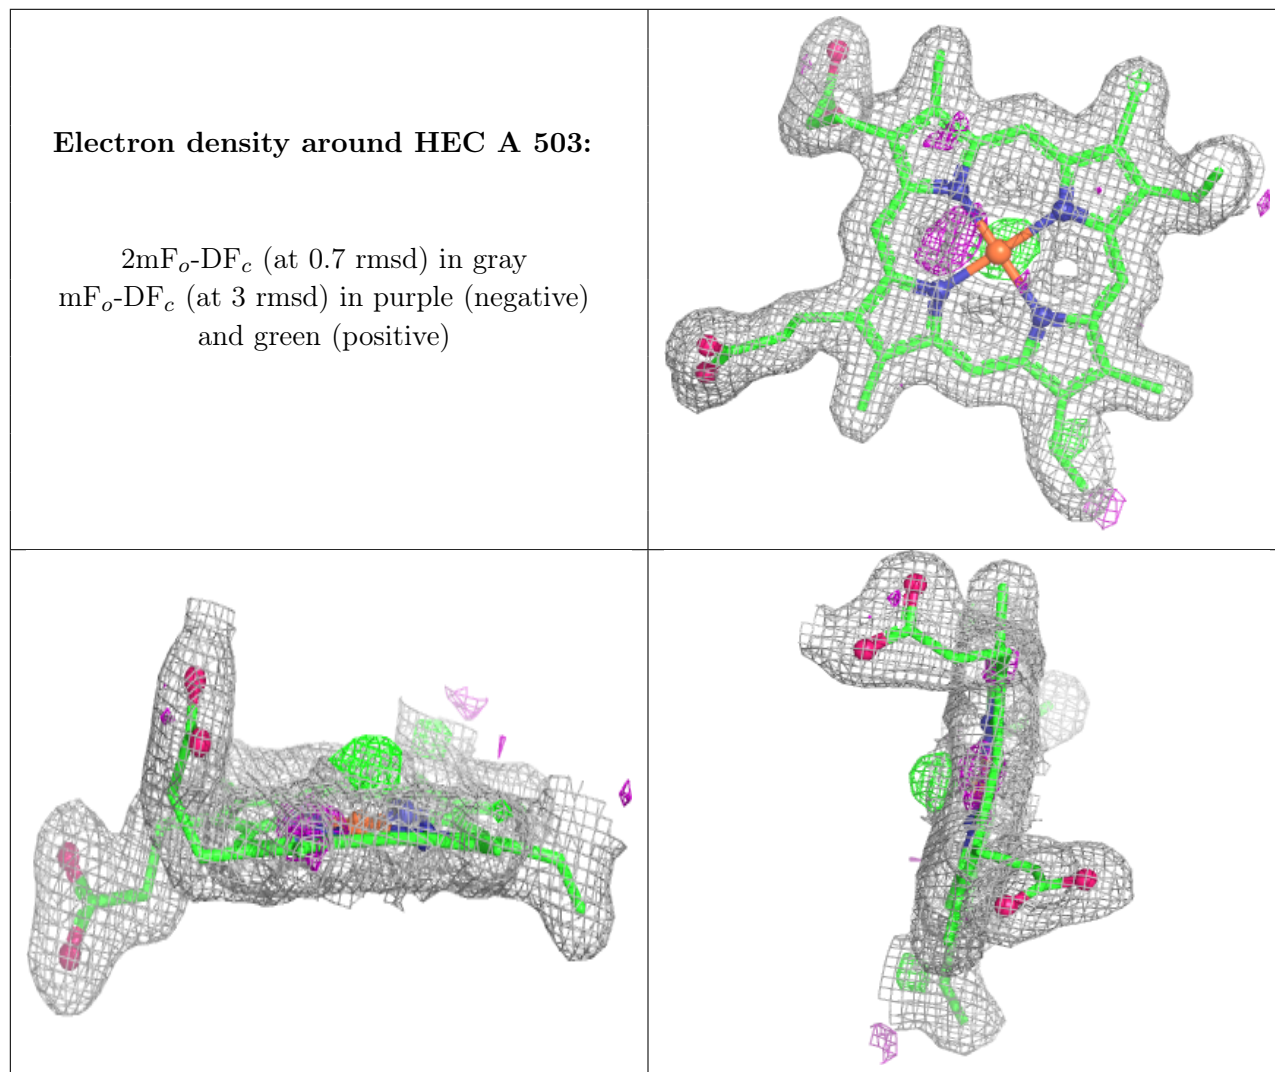 Electron density around HEC A 503:
2mFo-DFc (at 0.7 rmsd) in gray
mFo-DFc (at 3 rmsd) in purple (negative)
and green (positive)